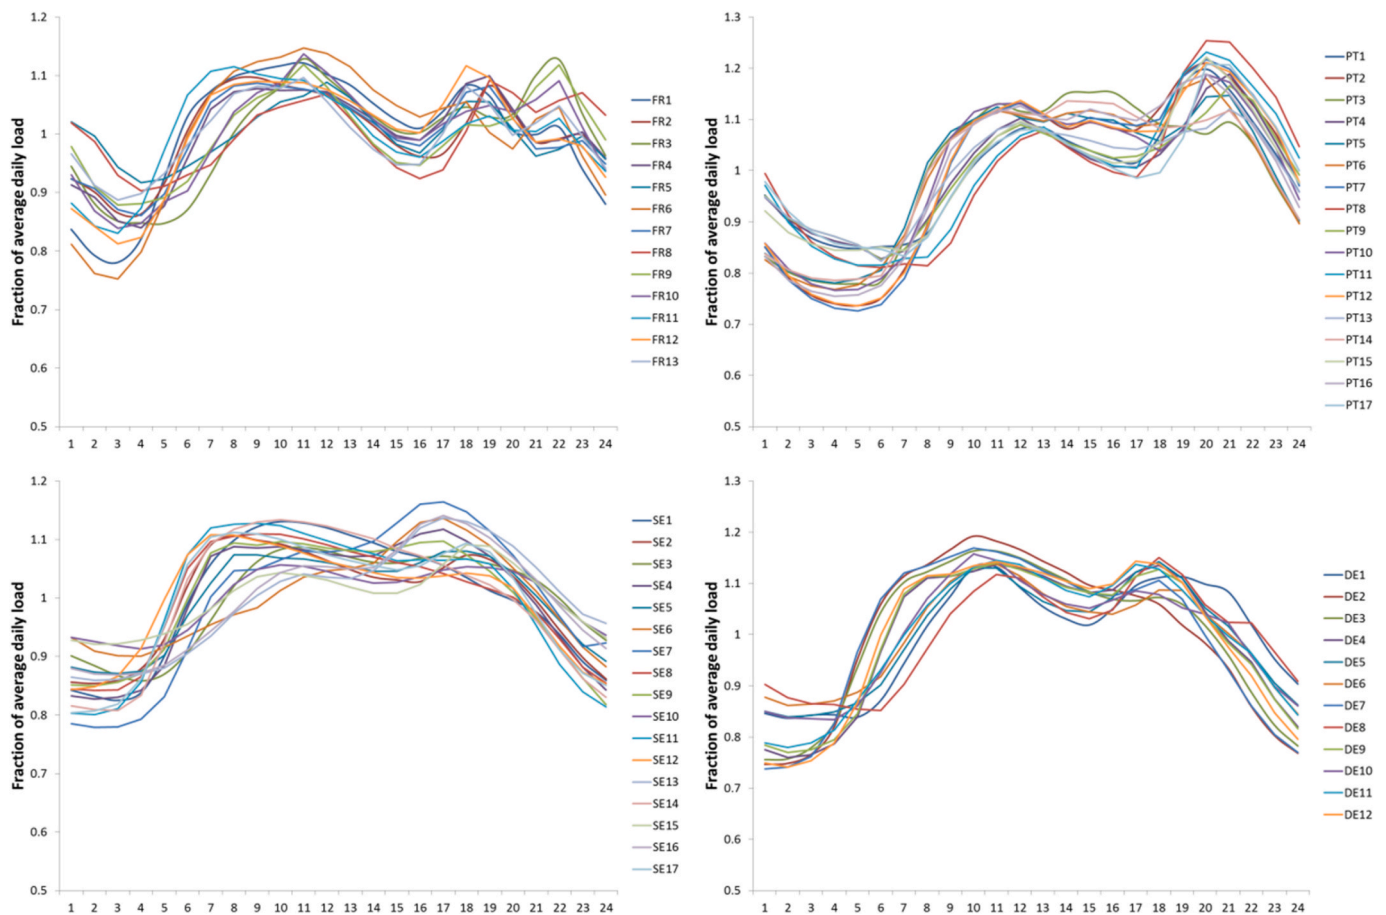 Fraction of average daily load
1.2
1.1
1
0.9
0.8
0.7
0.6
0.5
1 2 3 4 5 6 7 8 9 10 11 12 13 14 15 16 17 18 19 20 21 22 23 24
FR1
FR2
FR3
FR4
FR5
FR6
FR7
FR8
FR9
FR10
FR11
FR12
FR13
Fraction of average daily load
1.3
1.2
1.1
1
0.9
0.8
0.7
0.6
0.5
1 2 3 4 5 6 7 8 9 10 11 12 13 14 15 16 17 18 19 20 21 22 23 24
PT1
PT2
PT3
PT4
PT5
PT6
PT7
PT8
PT9
PT10
PT11
PT12
PT13
PT14
PT15
PT16
PT17
Fraction of average daily load
1.2
1.1
1
0.9
0.8
0.7
0.6
0.5
1 2 3 4 5 6 7 8 9 10 11 12 13 14 15 16 17 18 19 20 21 22 23 24
SE1
SE2
SE3
SE4
SE5
SE6
SE7
SE8
SE9
SE10
SE11
SE12
SE13
SE14
SE15
SE16
SE17
Fraction of average daily load
1.3
1.2
1.1
1
0.9
0.8
0.7
0.6
0.5
1 2 3 4 5 6 7 8 9 10 11 12 13 14 15 16 17 18 19 20 21 22 23 24
DE1
DE2
DE3
DE4
DE5
DE6
DE7
DE8
DE9
DE10
DE11
DE12